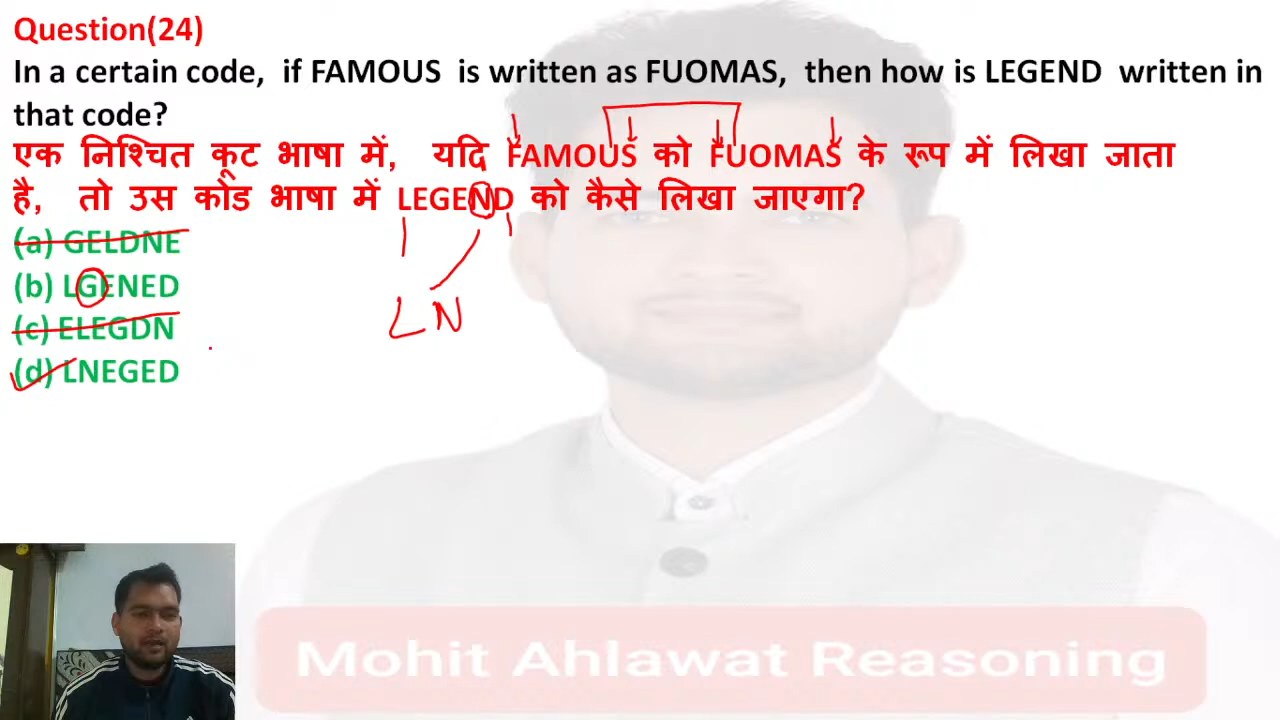 Question(24)
In a certain code, if FAMOUS is written as FUOMAS, then how is LEGEND written in
that code?
एक निश्चित कूट भाषा में, यदि FAMOUS को FUOMAS के रूप में लिखा जाता
है, तो उस कोड भाषा में LEGEND को कैसे लिखा जाएगा?
(a) GELDNE
(b) LGENED
(c) ELEGDN
LN
(d) LNEGED
Mohit Ahlawat Reasoning